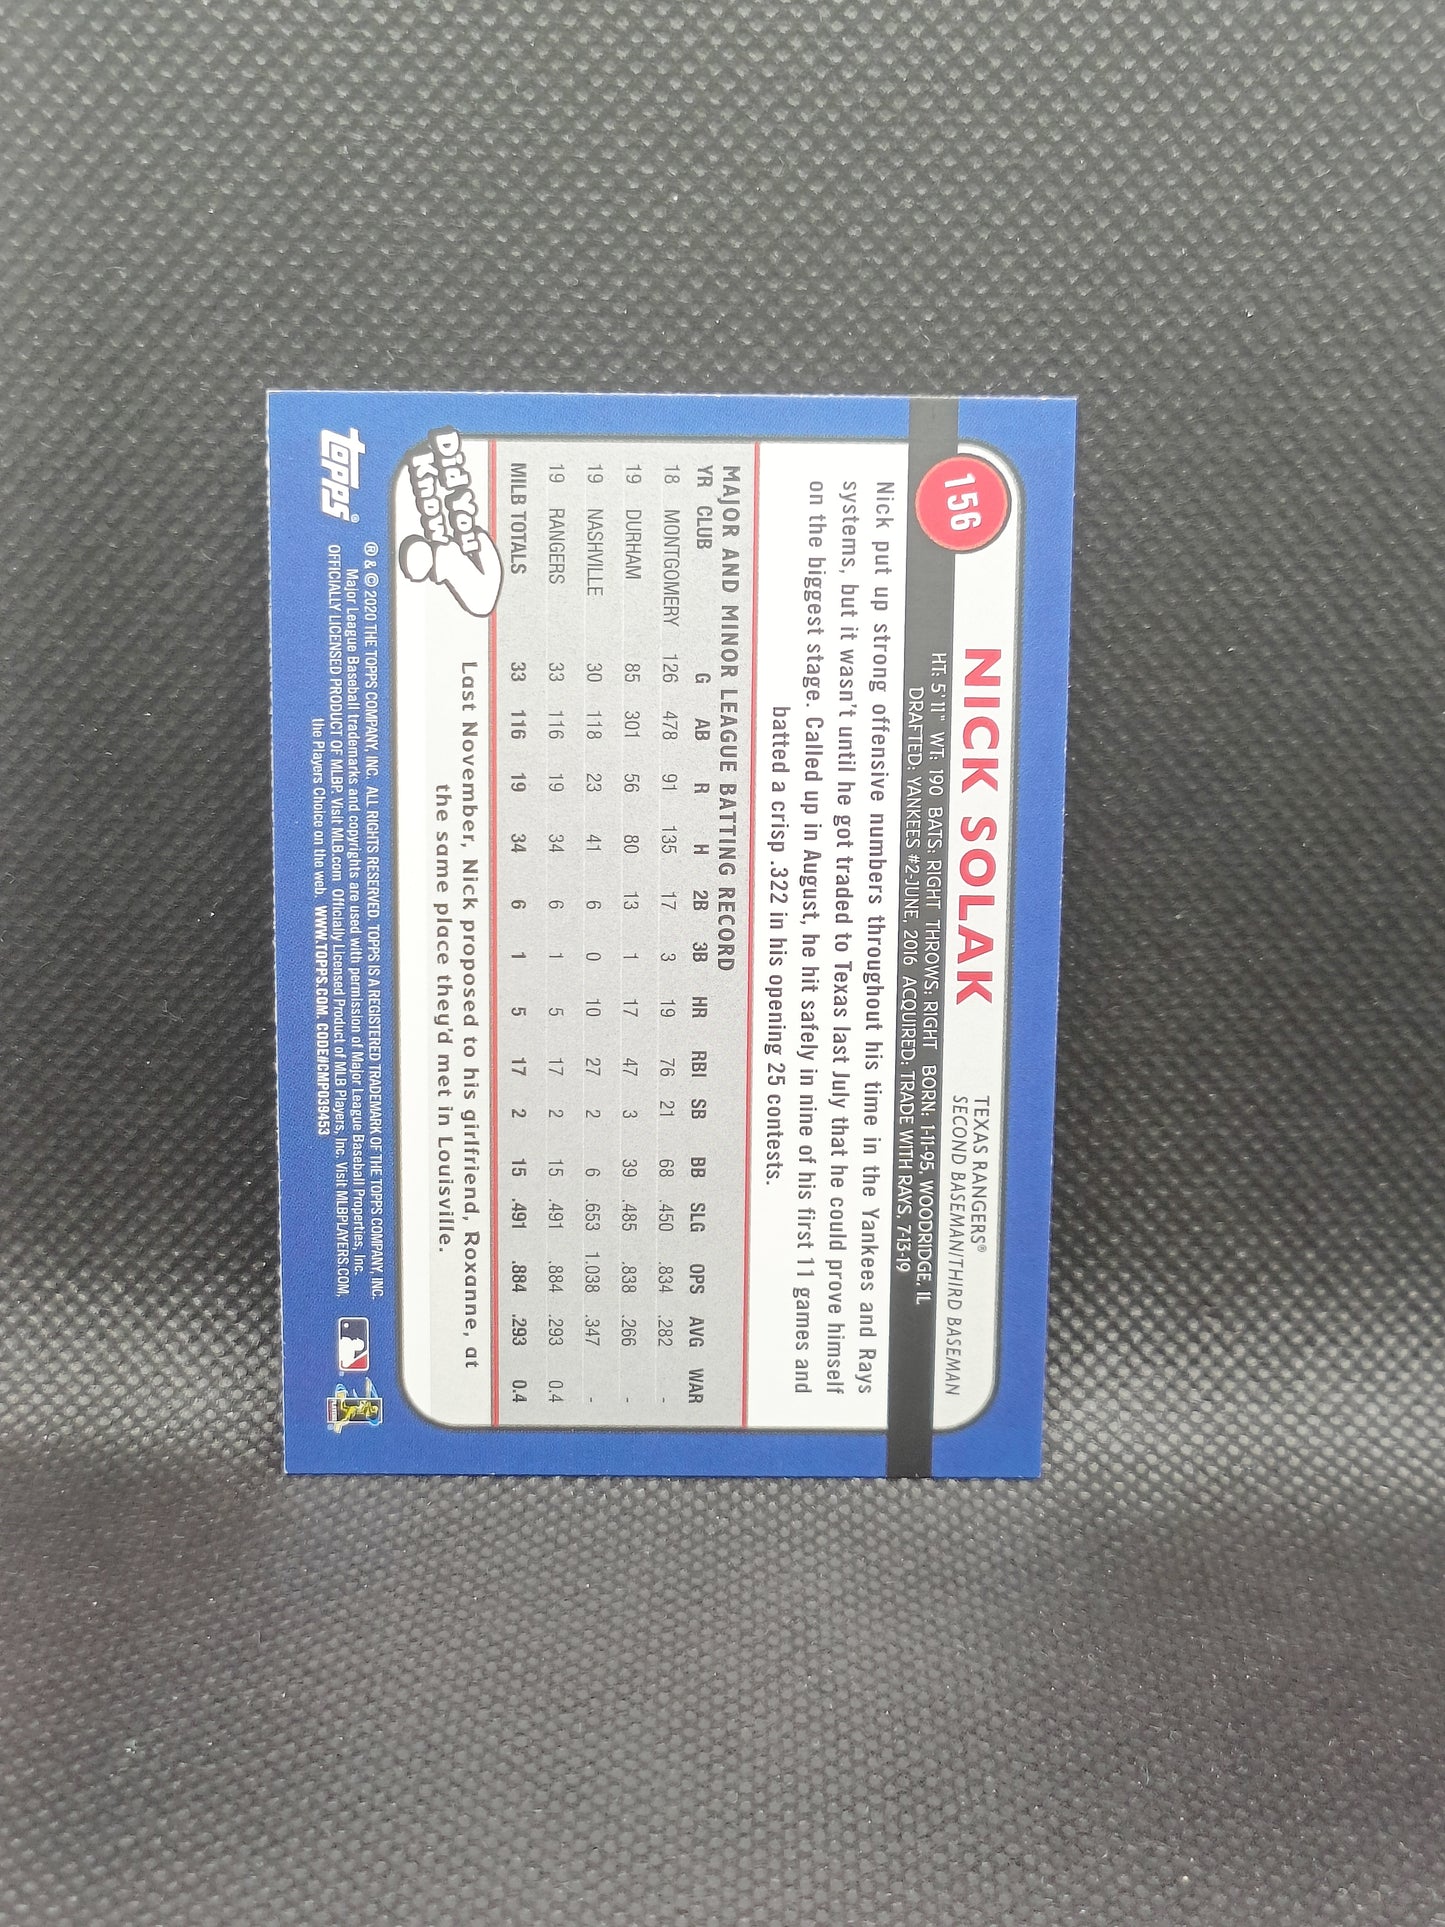 156
NICK SOLAK
TEXAS RANGERS®
SECOND BASEMAN/THIRD BASEMAN
HT: 5'11" WT: 190 BATS: RIGHT THROWS: RIGHT BORN: 1-11-95, WOODRIDGE, IL
DRAFTED: YANKEES #2-JUNE, 2016 ACQUIRED: TRADE WITH RAYS, 7-13-19
Nick put up strong offensive numbers throughout his time in the Yankees and Rays
systems, but it wasn't until he got traded to Texas last July that he could prove himself
on the biggest stage. Called up in August, he hit safely in nine of his first 11 games and
batted a crisp .322 in his opening 25 contests.
MAJOR AND MINOR LEAGUE BATTING RECORD
YR CLUB G AB R H 2B 3B HR RBI SB BB SLG OPS AVG WAR
18 MONTGOMERY 126 478 91 135 17 3 19 76 21 68 .450 .834 .282 -
19 DURHAM 85 301 56 80 13 1 17 47 3 39 .485 .838 .266 -
19 NASHVILLE 30 118 23 41 6 0 10 27 2 6 .653 1.038 .347 -
19 RANGERS 33 116 19 34 6 1 5 17 2 15 .491 .884 .293 0.4
MLB TOTALS 33 116 19 34 6 1 5 17 2 15 .491 .884 .293 0.4
Did You
Know
Last November, Nick proposed to his girlfriend, Roxanne, at
the same place they'd met in Louisville.
topps®
® & © 2020 THE TOPPS COMPANY, INC. ALL RIGHTS RESERVED. TOPPS IS A REGISTERED TRADEMARK OF THE TOPPS COMPANY, INC.
Major League Baseball trademarks and copyrights are used with permission of Major League Baseball Properties, Inc.
OFFICIALLY LICENSED PRODUCT OF MLBP. Visit MLB.com Officially Licensed Product of MLB Players, Inc. Visit MLBPLAYERS.COM,
the Players Choice on the web. WWW.TOPPS.COM. CODE#CMP039453